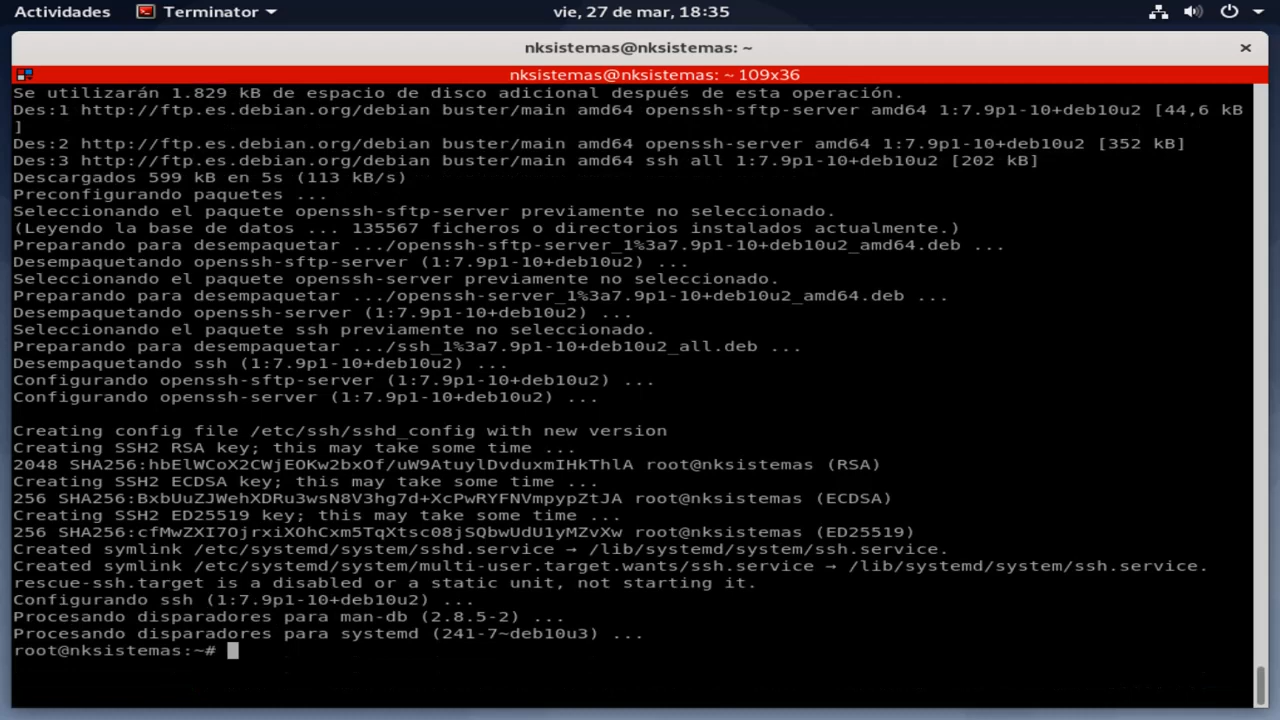 Actividades Terminator vie, 27 de mar, 18:35
nksistemas@nksistemas: ~
nksistemas@nksistemas: ~ 109x36
Se utilizarán 1.829 kB de espacio de disco adicional después de esta operación.
Des:1 http://ftp.es.debian.org/debian buster/main amd64 openssh-sftp-server amd64 1:7.9p1-10+deb10u2 [44,6 kB
]
Des:2 http://ftp.es.debian.org/debian buster/main amd64 openssh-server amd64 1:7.9p1-10+deb10u2 [352 kB]
Des:3 http://ftp.es.debian.org/debian buster/main amd64 ssh all 1:7.9p1-10+deb10u2 [202 kB]
Descargados 599 kB en 5s (113 kB/s)
Preconfigurando paquetes ...
Seleccionando el paquete openssh-sftp-server previamente no seleccionado.
(Leyendo la base de datos ... 135567 ficheros o directorios instalados actualmente.)
Preparando para desempaquetar .../openssh-sftp-server_1%3a7.9p1-10+deb10u2_amd64.deb ...
Desempaquetando openssh-sftp-server (1:7.9p1-10+deb10u2) ...
Seleccionando el paquete openssh-server previamente no seleccionado.
Preparando para desempaquetar .../openssh-server_1%3a7.9p1-10+deb10u2_amd64.deb ...
Desempaquetando openssh-server (1:7.9p1-10+deb10u2) ...
Seleccionando el paquete ssh previamente no seleccionado.
Preparando para desempaquetar .../ssh_1%3a7.9p1-10+deb10u2_all.deb ...
Desempaquetando ssh (1:7.9p1-10+deb10u2) ...
Configurando openssh-sftp-server (1:7.9p1-10+deb10u2) ...
Configurando openssh-server (1:7.9p1-10+deb10u2) ...
Creating config file /etc/ssh/sshd_config with new version
Creating SSH2 RSA key; this may take some time ...
2048 SHA256:hbElWCoX2CWjEOKw2bxOf/uW9AtuylDvduxmIHkThlA root@nksistemas (RSA)
Creating SSH2 ECDSA key; this may take some time ...
256 SHA256:BxbUuZJWehXDRu3wsN8V3hg7d+XcPwRYFNVmpypZtJA root@nksistemas (ECDSA)
Creating SSH2 ED25519 key; this may take some time ...
256 SHA256:cfMwZXI7OjrxiXOhCxm5TqXtsc08jSQbwUdU1yMZvXw root@nksistemas (ED25519)
Created symlink /etc/systemd/system/sshd.service → /lib/systemd/system/ssh.service.
Created symlink /etc/systemd/system/multi-user.target.wants/ssh.service → /lib/systemd/system/ssh.service.
rescue-ssh.target is a disabled or a static unit, not starting it.
Configurando ssh (1:7.9p1-10+deb10u2) ...
Procesando disparadores para man-db (2.8.5-2) ...
Procesando disparadores para systemd (241-7~deb10u3) ...
root@nksistemas:~#